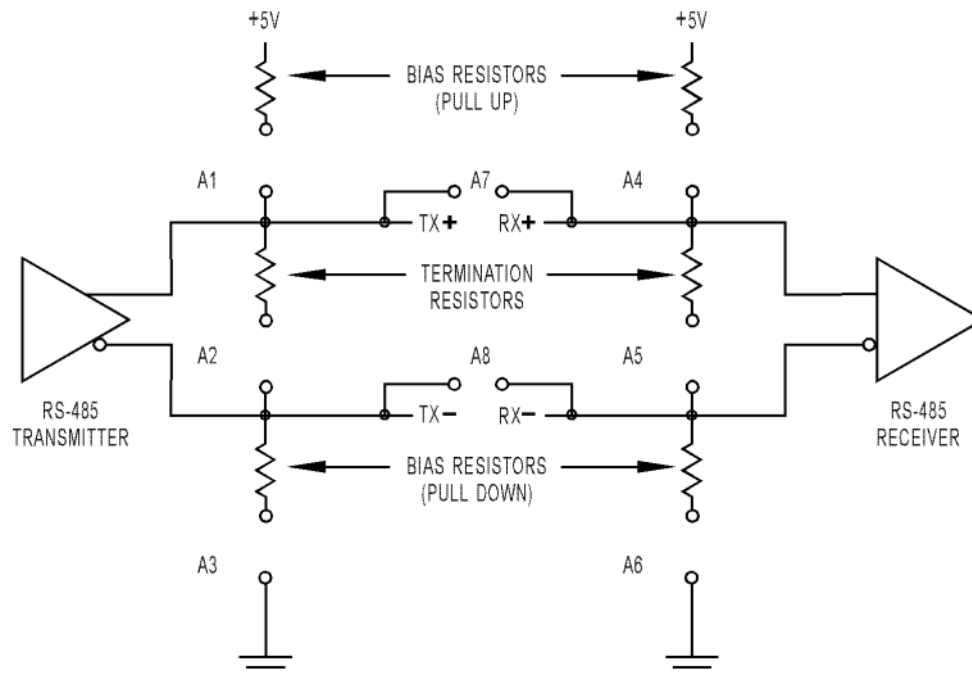 +5V
+5V
BIAS RESISTORS
(PULL UP)
A1
A7
A4
TX+
RX+
TERMINATION
RESISTORS
A2
A8
A5
TX-
RX-
RS-485
TRANSMITTER
RS-485
RECEIVER
BIAS RESISTORS
(PULL DOWN)
A3
A6